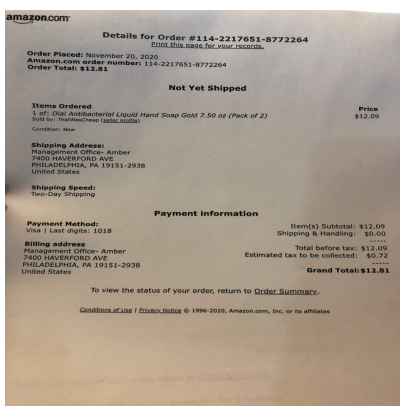 amazon.com
Details for Order #114-2217651-8772264
Print this page for your records.
Order Placed: November 20, 2020
Amazon.com order number: 114-2217651-8772264
Order Total: $12.81
Not Yet Shipped
Items Ordered Price
1 of: Dial Antibacterial Liquid Hand Soap Gold 7.50 oz (Pack of 2) $12.09
Sold by: ThatWasCheap (seller profile)
Condition: New
Shipping Address:
Management Office- Amber
7400 HAVERFORD AVE
PHILADELPHIA, PA 19151-2938
United States
Shipping Speed:
Two-Day Shipping
Payment information
Payment Method:
Visa | Last digits: 1018
Billing address
Management Office- Amber
7400 HAVERFORD AVE
PHILADELPHIA, PA 19151-2938
United States
Item(s) Subtotal: $12.09
Shipping & Handling: $0.00
-----
Total before tax: $12.09
Estimated tax to be collected: $0.72
-----
Grand Total: $12.81
To view the status of your order, return to Order Summary.
Conditions of Use | Privacy Notice © 1996-2020, Amazon.com, Inc. or its affiliates